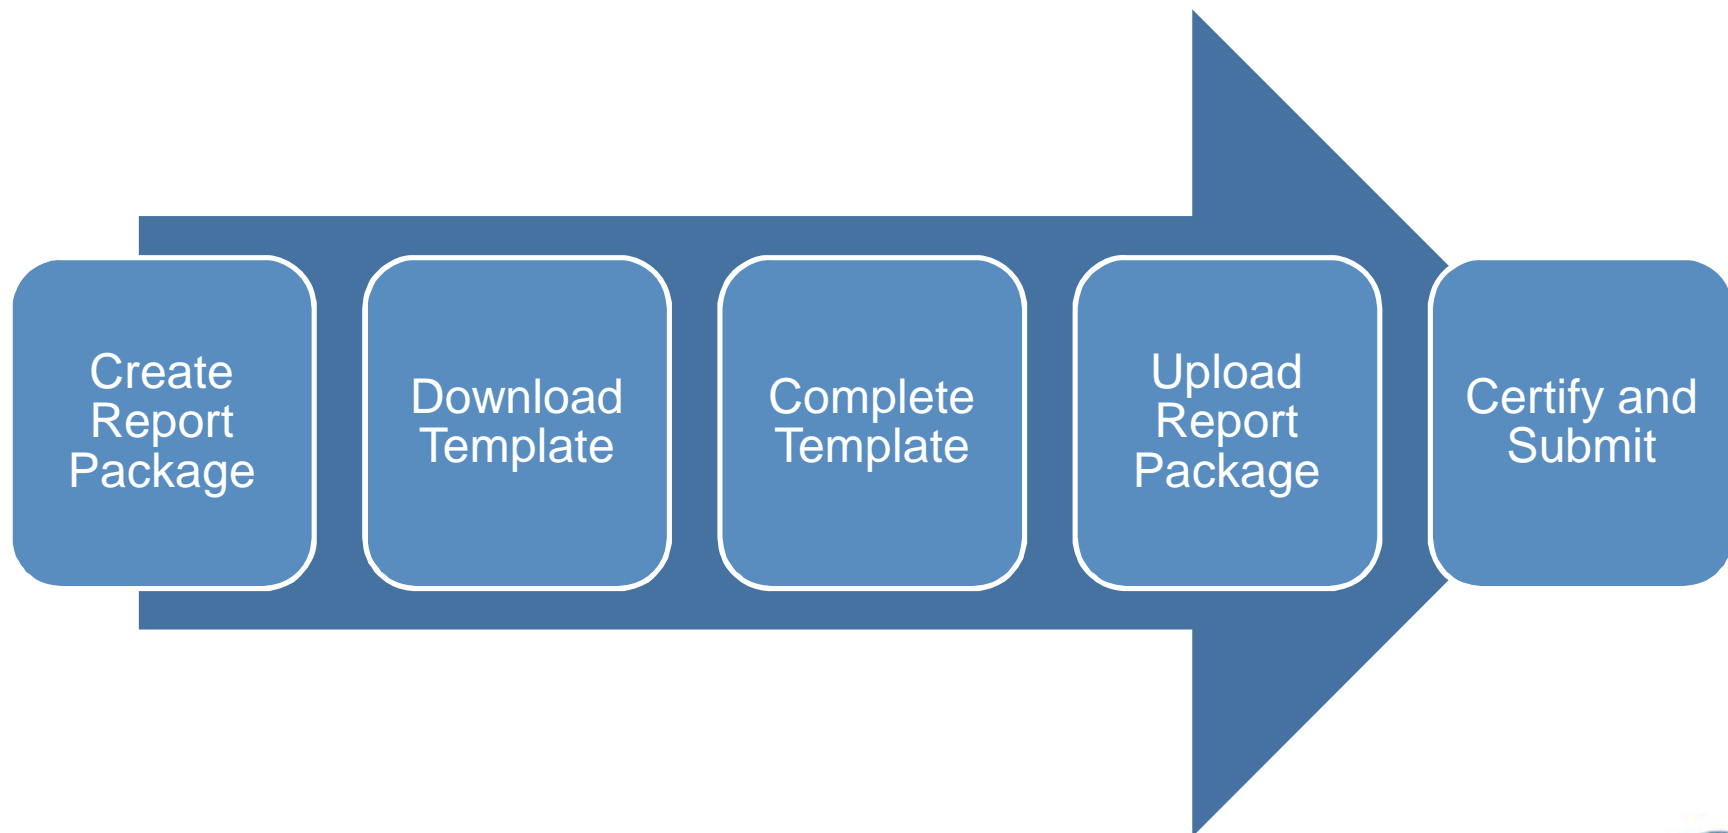 Create
Report
Package
Download
Template
Complete
Template
Upload
Report
Package
Certify and
Submit